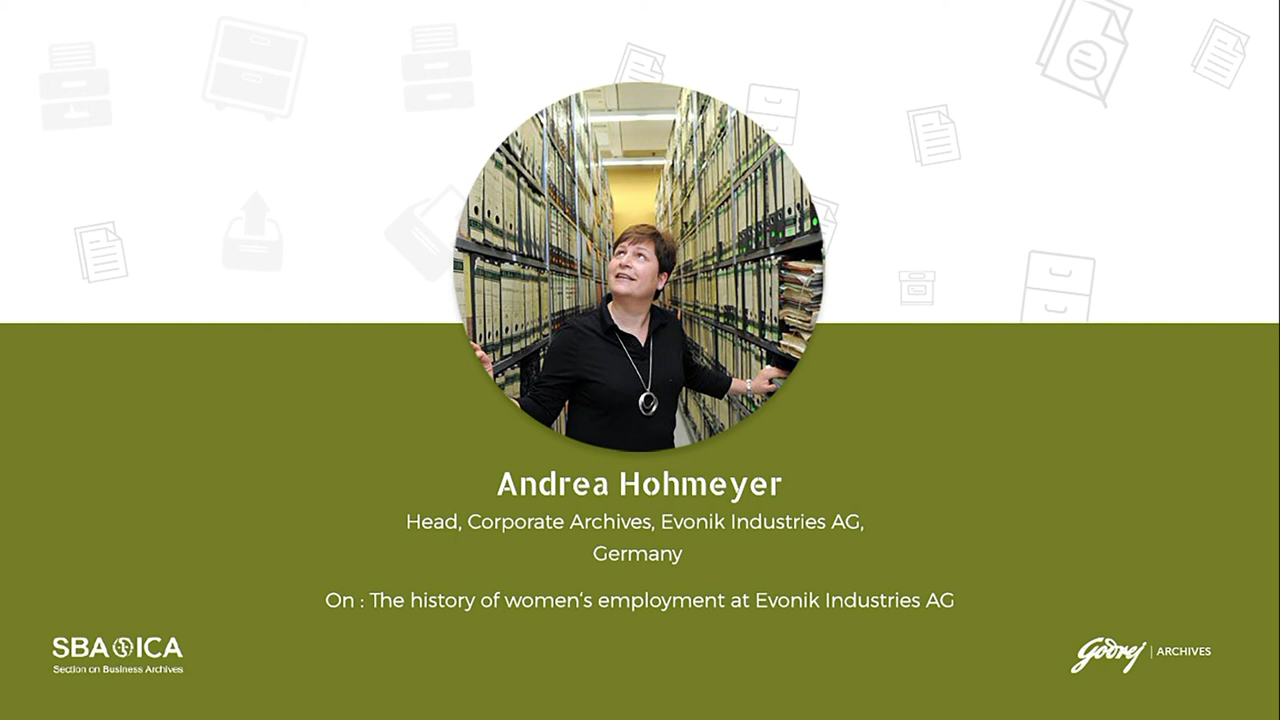 Andrea Hohmeyer
Head, Corporate Archives, Evonik Industries AG,
Germany
On : The history of women‘s employment at Evonik Industries AG
SBA ICA
Section on Business Archives
Godrej | ARCHIVES